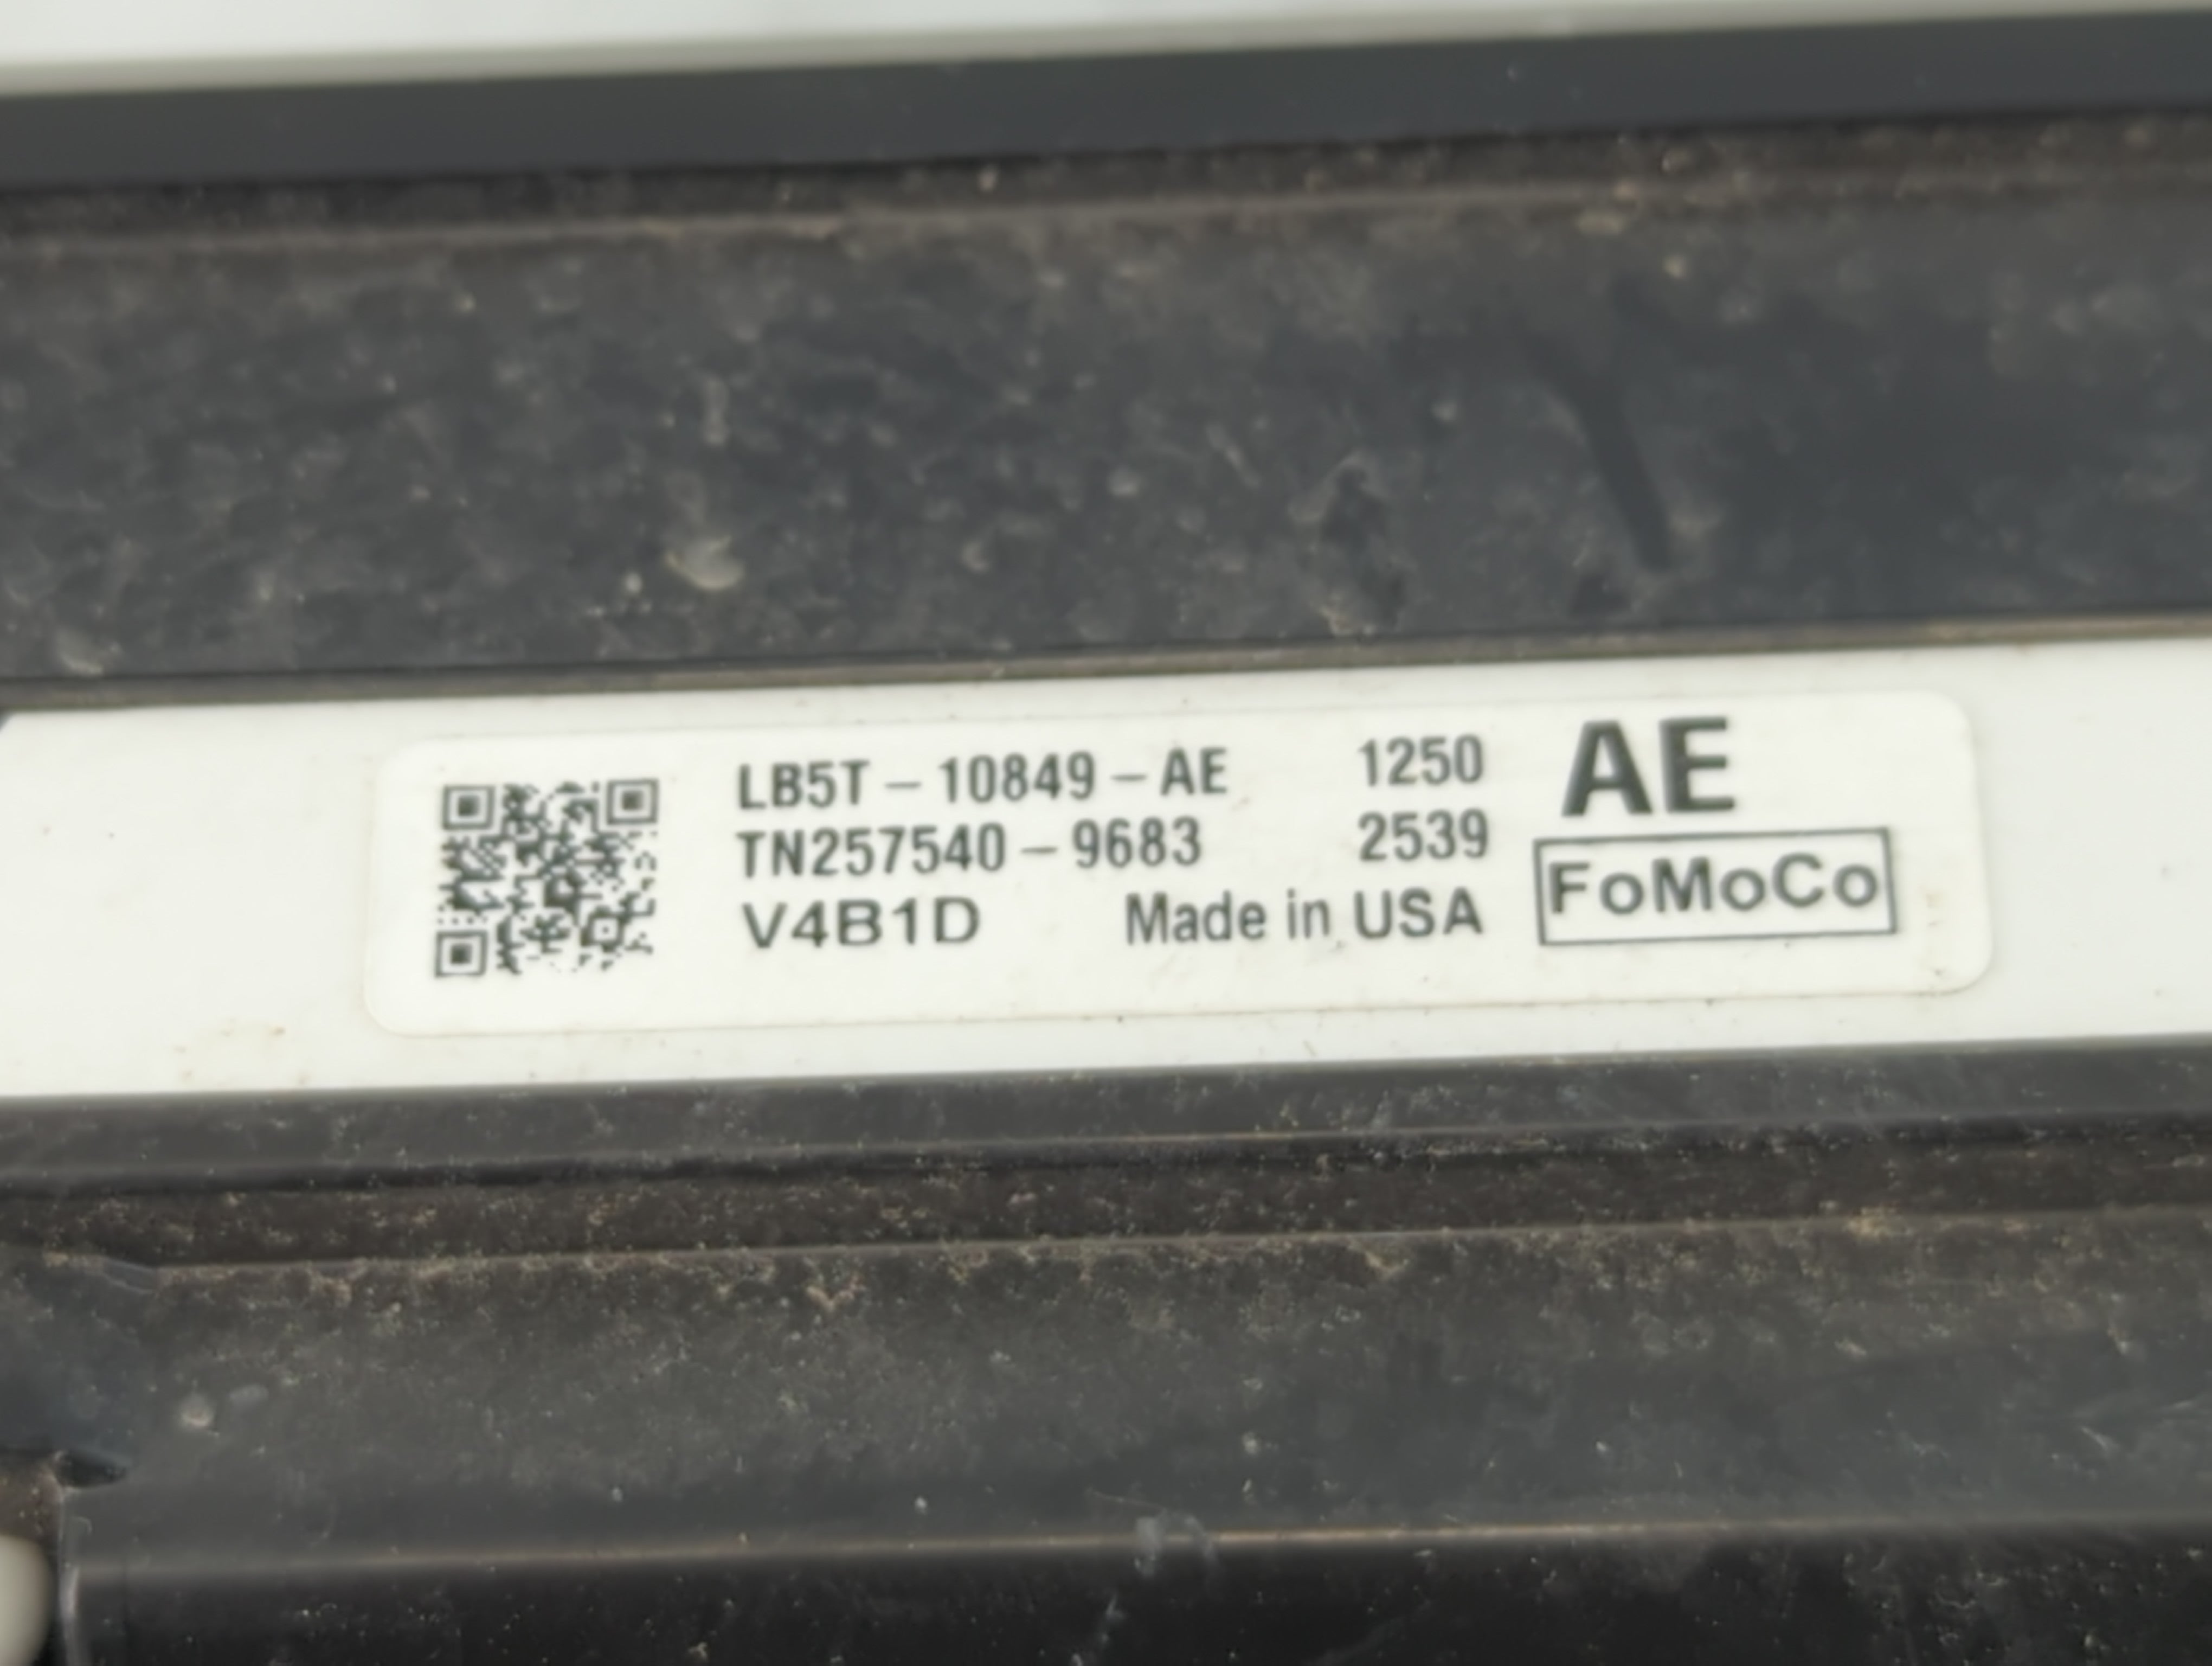 LB5T-10849-AE 1250 AE
TN257540-9683 2539
V4B1D Made in USA FoMoCo